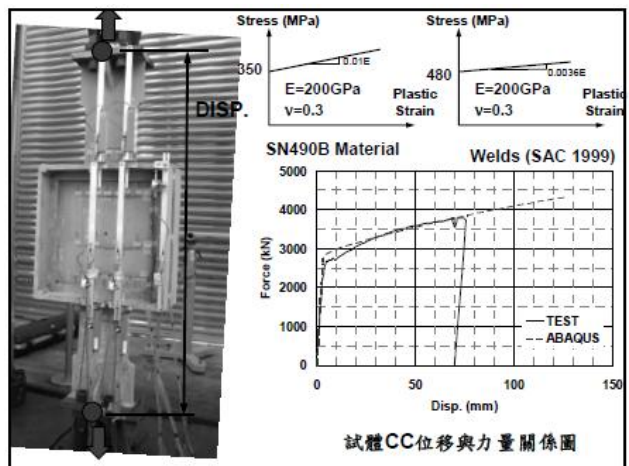 DISP.
Stress (MPa)
350
0.01E
E=200GPa
ν=0.3
Plastic
Strain
SN490B Material
Stress (MPa)
480
0.0036E
E=200GPa
ν=0.3
Plastic
Strain
Welds (SAC 1999)
5000
4000
3000
2000
1000
0
Force (kN)
TEST
ABAQUS
0
50
100
150
Disp. (mm)
試體CC位移與力量關係圖